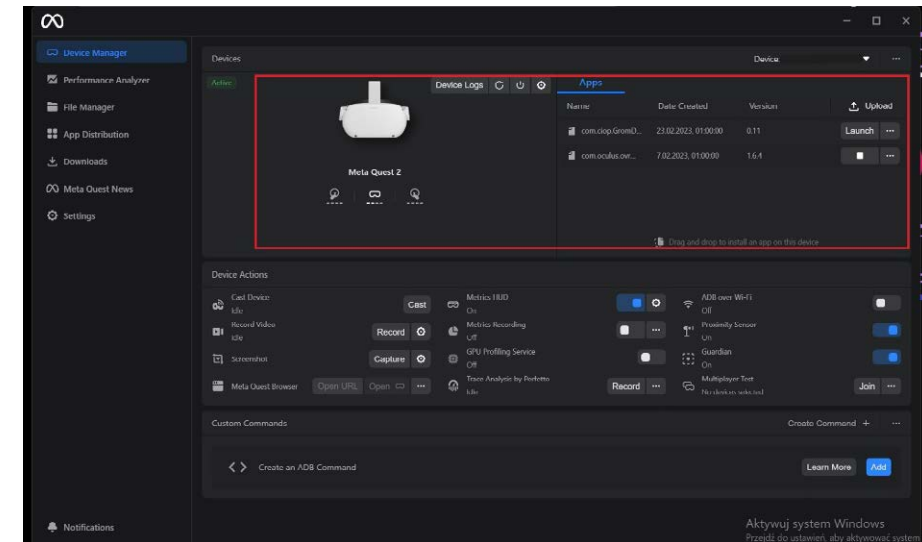 Device Manager
Performance Analyzer
File Manager
App Distribution
Downloads
Meta Quest News
Settings
Notifications
Devices
Device
Active
Device Logs
Meta Quest 2
Apps
Name Date Created Version Upload
com.ciop.GromD... 23.02.2023, 01:00:00 0.11 Launch
com.oculus.ovr... 7.02.2023, 01:00:00 1.6.4
Drag and drop to install an app on this device
Device Actions
Cast Device
Idle
Cast
Record Video
Idle
Record
Screenshot
Capture
Meta Quest Browser
Open URL
Open
Metrics HUD
On
Metrics Recording
Off
GPU Profiling Service
Off
Trace Analysis by Perfetto
Idle
Record
ADB over Wi-Fi
Off
Proximity Sensor
On
Guardian
On
Multiplayer Test
No devices selected
Join
Custom Commands
Create Command +
Create an ADB Command
Learn More
Add
Aktywuj system Windows
Przejdź do ustawień, aby aktywować system